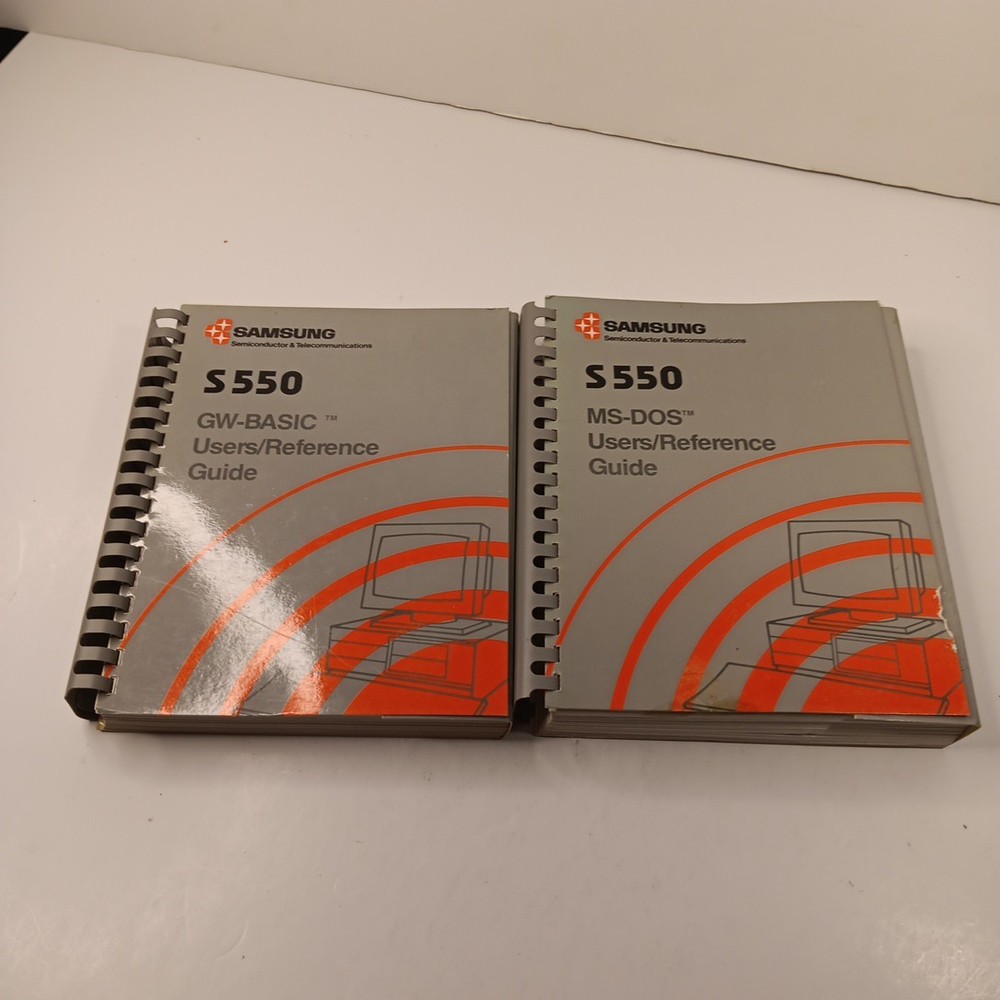 SAMSUNG
Semiconductor & Telecommunications
S550
GW-BASIC™
Users/Reference
Guide
SAMSUNG
Semiconductor & Telecommunications
S550
MS-DOS™
Users/Reference
Guide